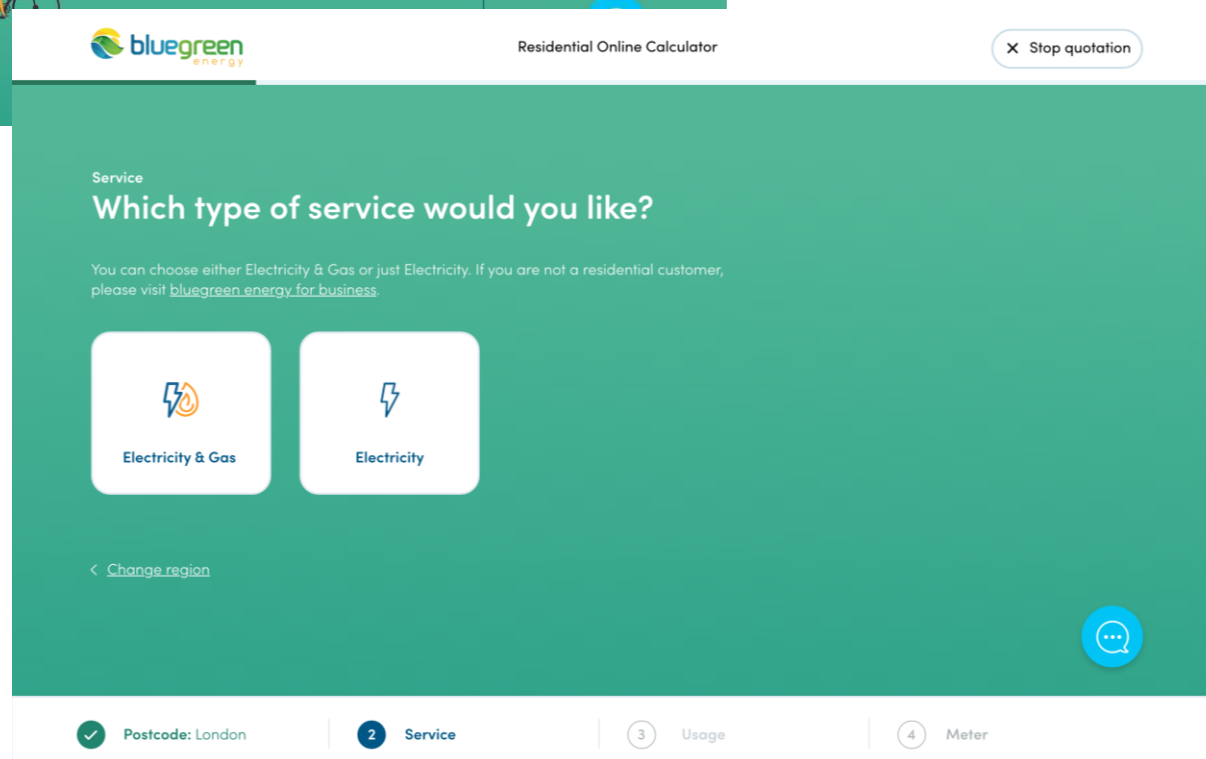 bluegreen
energy
Residential Online Calculator
Stop quotation
Service
Which type of service would you like?
You can choose either Electricity & Gas or just Electricity. If you are not a residential customer,
please visit bluegreen energy for business.
Electricity & Gas
Electricity
Change region
Postcode: London
2 Service
3 Usage
4 Meter